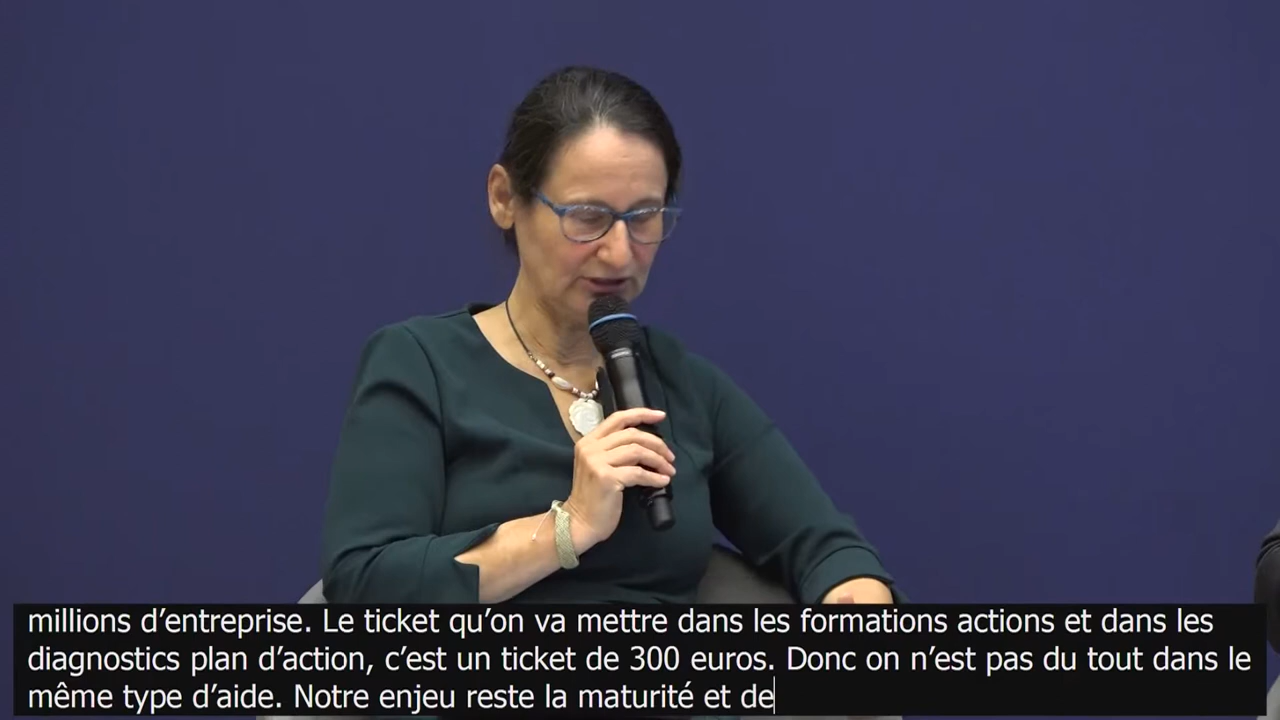 millions d’entreprise. Le ticket qu’on va mettre dans les formations actions et dans les
diagnostics plan d’action, c’est un ticket de 300 euros. Donc on n’est pas du tout dans le
même type d’aide. Notre enjeu reste la maturité et de